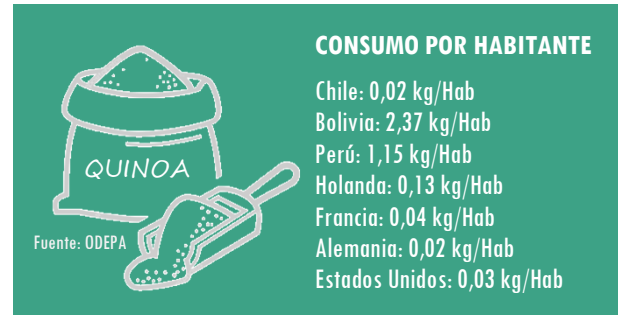 CONSUMO POR HABITANTE
Chile: 0,02 kg/Hab
Bolivia: 2,37 kg/Hab
Perú: 1,15 kg/Hab
Holanda: 0,13 kg/Hab
Francia: 0,04 kg/Hab
Alemania: 0,02 kg/Hab
Estados Unidos: 0,03 kg/Hab
QUINOA
Fuente: ODEPA